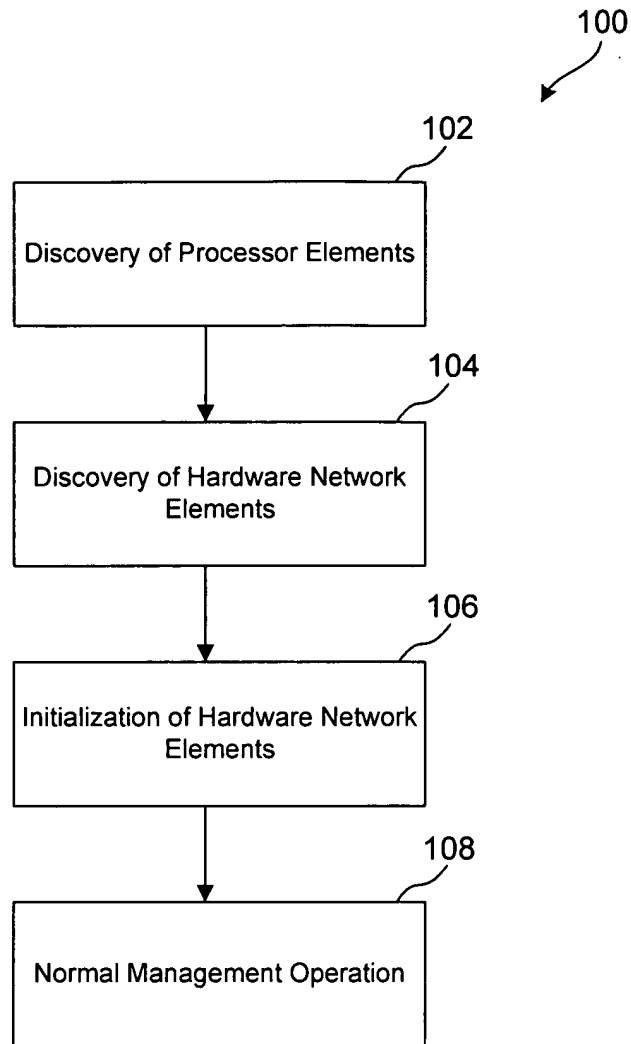 100
102
Discovery of Processor Elements
104
Discovery of Hardware Network
Elements
106
Initialization of Hardware Network
Elements
108
Normal Management Operation